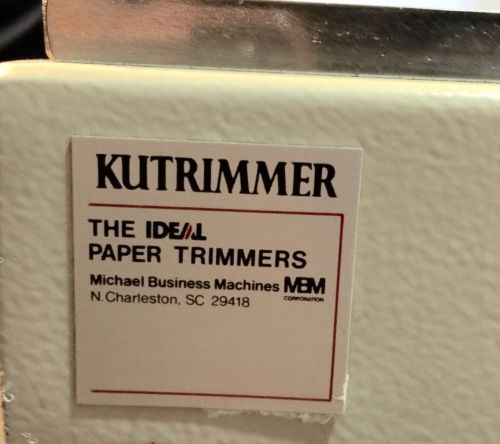 KUTRIMMER
THE IDEAL
PAPER TRIMMERS
Michael Business Machines MBM
N. Charleston, SC 29418 CORPORATION